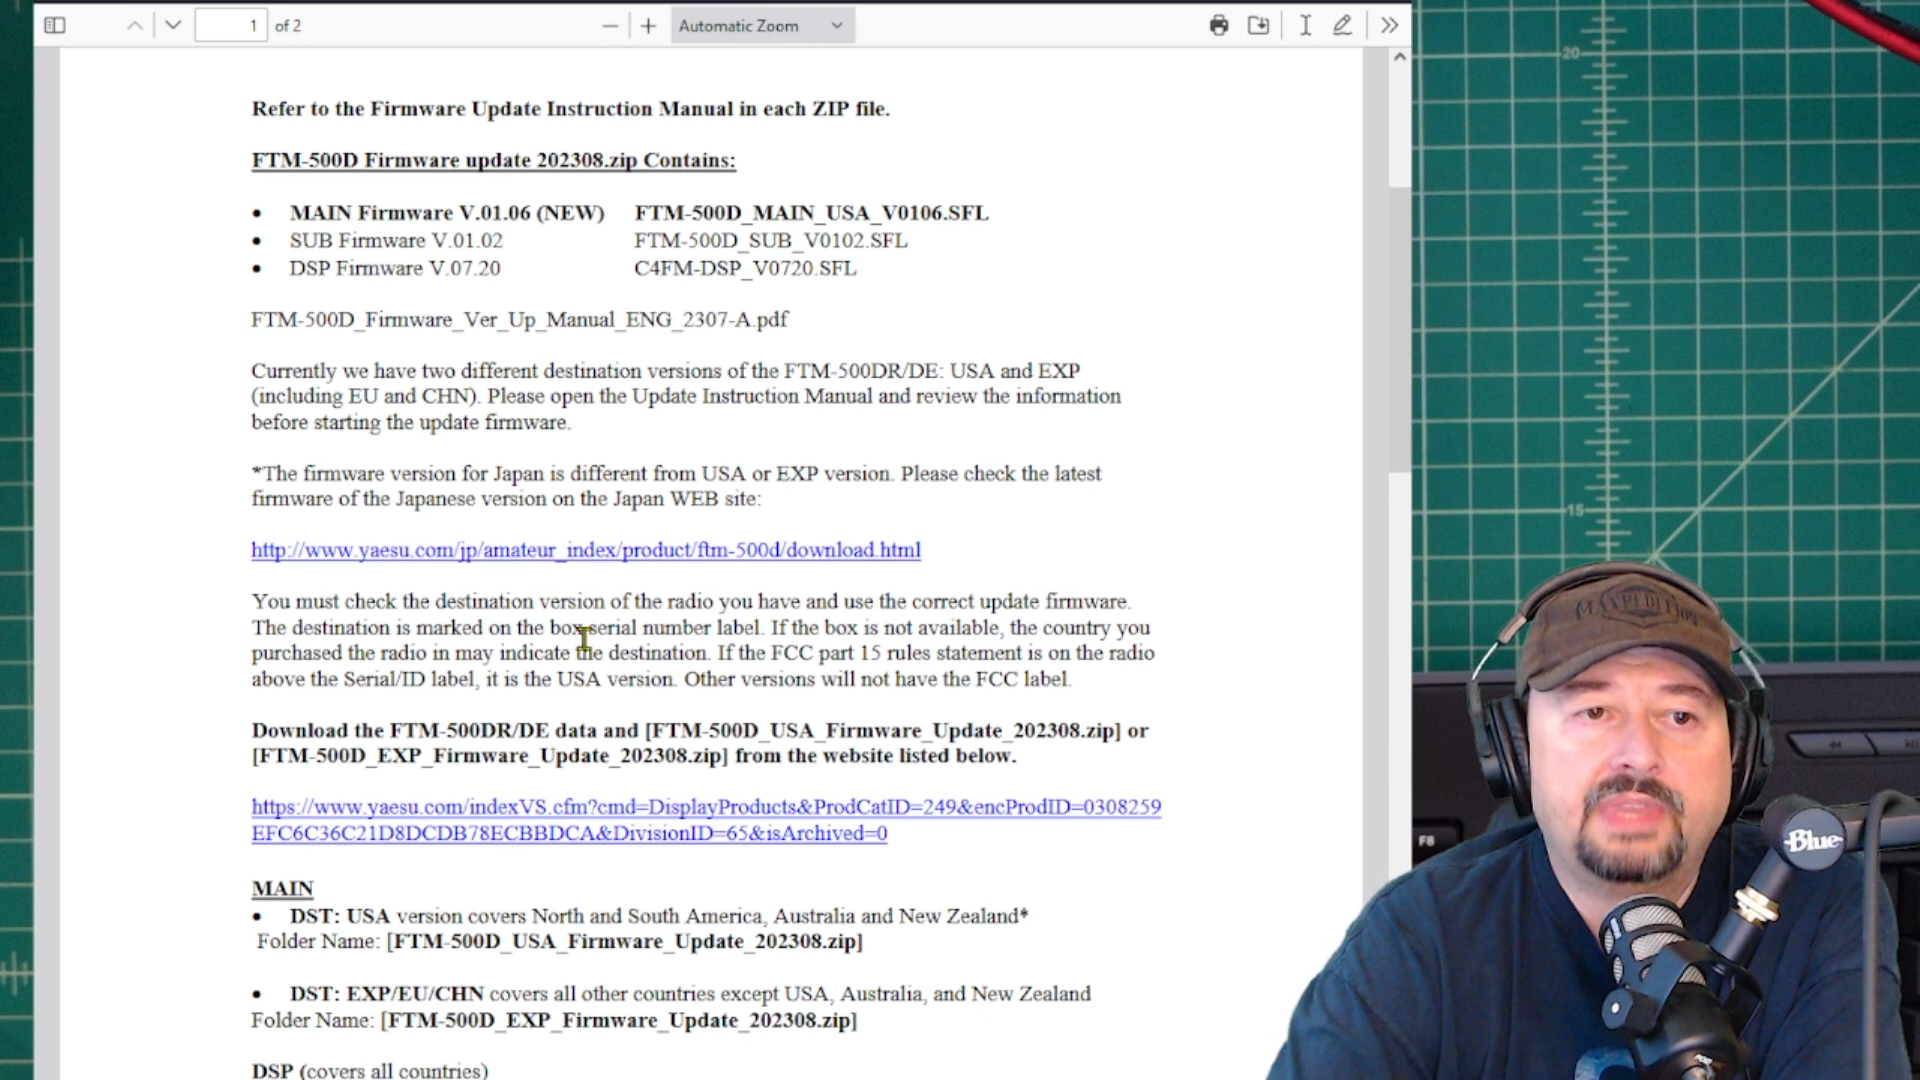 1 of 2
Automatic Zoom
Refer to the Firmware Update Instruction Manual in each ZIP file.
FTM-500D Firmware update 202308.zip Contains:
• MAIN Firmware V.01.06 (NEW) FTM-500D_MAIN_USA_V0106.SFL
• SUB Firmware V.01.02 FTM-500D_SUB_V0102.SFL
• DSP Firmware V.07.20 C4FM-DSP_V0720.SFL
FTM-500D_Firmware_Ver_Up_Manual_ENG_2307-A.pdf
Currently we have two different destination versions of the FTM-500DR/DE: USA and EXP
(including EU and CHN). Please open the Update Instruction Manual and review the information
before starting the update firmware.
*The firmware version for Japan is different from USA or EXP version. Please check the latest
firmware of the Japanese version on the Japan WEB site:
http://www.yaesu.com/jp/amateur_index/product/ftm-500d/download.html
You must check the destination version of the radio you have and use the correct update firmware.
The destination is marked on the box serial number label. If the box is not available, the country you
purchased the radio in may indicate the destination. If the FCC part 15 rules statement is on the radio
above the Serial/ID label, it is the USA version. Other versions will not have the FCC label.
Download the FTM-500DR/DE data and [FTM-500D_USA_Firmware_Update_202308.zip] or
[FTM-500D_EXP_Firmware_Update_202308.zip] from the website listed below.
https://www.yaesu.com/indexVS.cfm?cmd=DisplayProducts&ProdCatID=249&encProdID=0308259
EFC6C36C21D8DCDB78ECBBDCA&DivisionID=65&isArchived=0
MAIN
• DST: USA version covers North and South America, Australia and New Zealand*
Folder Name: [FTM-500D_USA_Firmware_Update_202308.zip]
• DST: EXP/EU/CHN covers all other countries except USA, Australia, and New Zealand
Folder Name: [FTM-500D_EXP_Firmware_Update_202308.zip]
DSP (covers all countries)
20
15
MAXPEDITION
F8
Blue